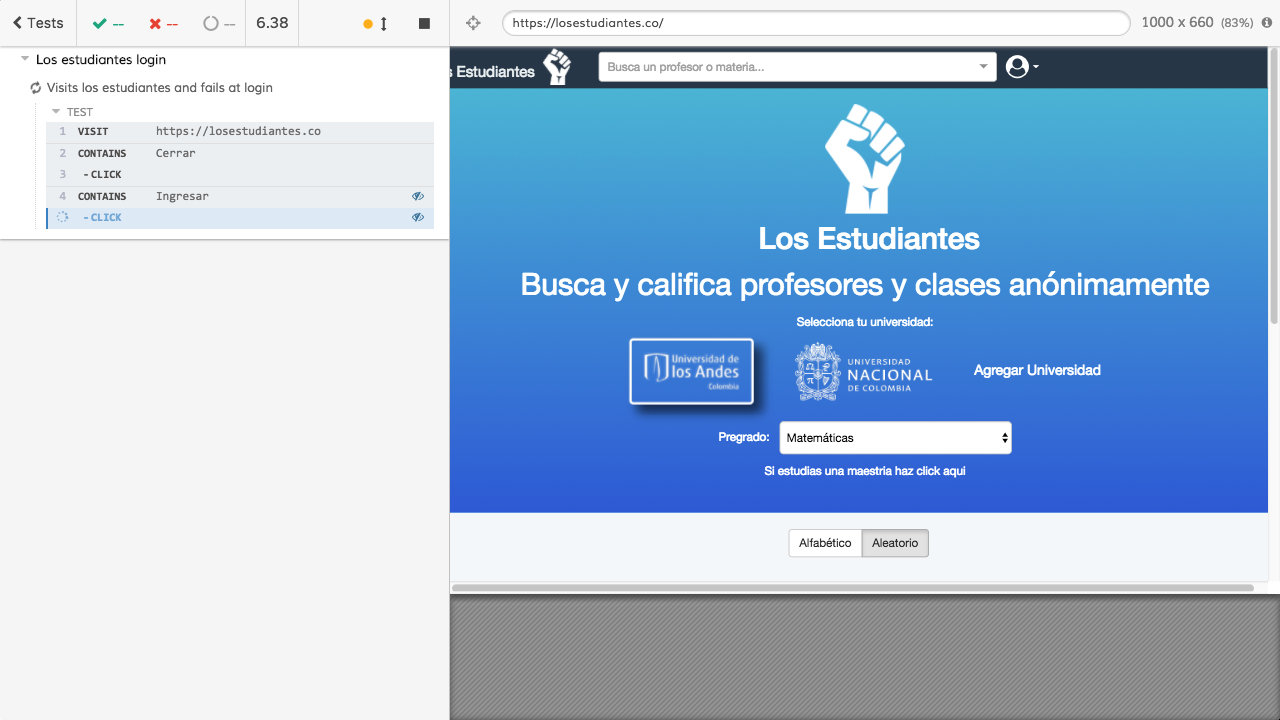 Tests
--
--
--
6.38
https://losestudiantes.co/
1000 x 660 (83%)
Los estudiantes login
Visits los estudiantes and fails at login
TEST
1 VISIT https://losestudiantes.co
2 CONTAINS Cerrar
3 - CLICK
4 CONTAINS Ingresar
- CLICK
s Estudiantes
Busca un profesor o materia...
Los Estudiantes
Busca y califica profesores y clases anónimamente
Selecciona tu universidad:
Universidad de
los Andes
Colombia
UNIVERSIDAD
NACIONAL
DE COLOMBIA
Agregar Universidad
Pregrado: Matemáticas
Si estudias una maestria haz click aqui
Alfabético Aleatorio